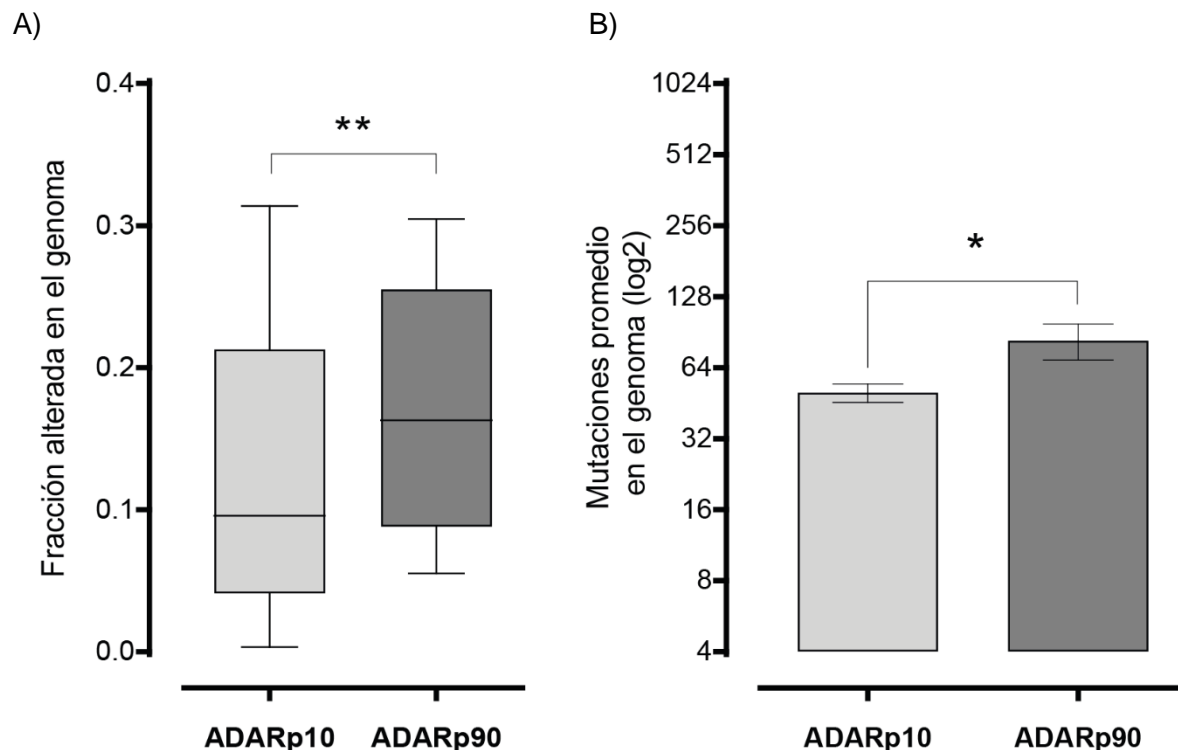 A)
Fracción alterada en el genoma
0.4
0.3
0.2
0.1
0.0
**
ADARp10
ADARp90
B)
Mutaciones promedio
en el genoma (log2)
1024
512
256
128
64
32
16
8
4
*
ADARp10
ADARp90